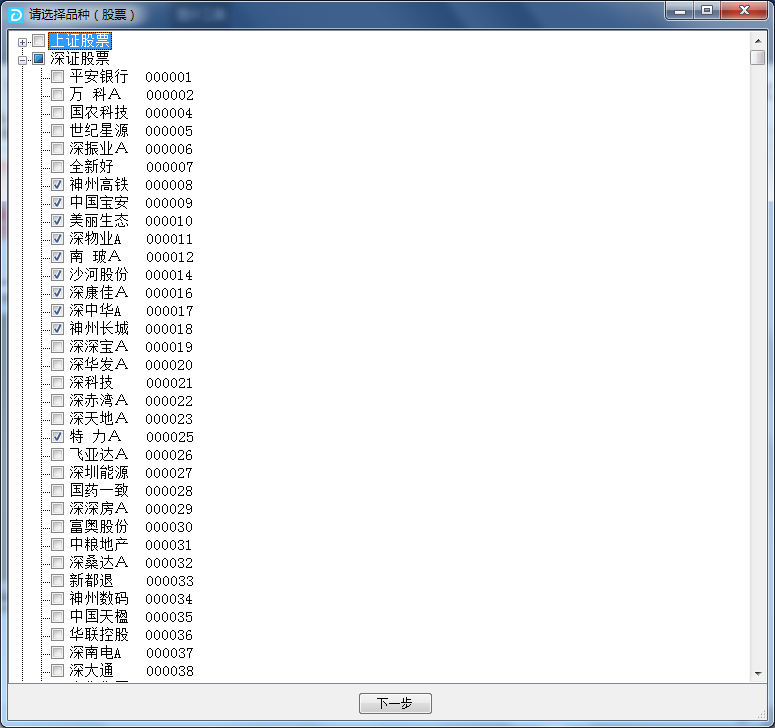 请选择品种（股票）
上证股票
深证股票
平安银行 000001
万 科Ａ 000002
国农科技 000004
世纪星源 000005
深振业Ａ 000006
全新好 000007
神州高铁 000008
中国宝安 000009
美丽生态 000010
深物业A 000011
南 玻Ａ 000012
沙河股份 000014
深康佳Ａ 000016
深中华A 000017
神州长城 000018
深深宝Ａ 000019
深华发Ａ 000020
深科技 000021
深赤湾Ａ 000022
深天地Ａ 000023
特 力Ａ 000025
飞亚达Ａ 000026
深圳能源 000027
国药一致 000028
深深房Ａ 000029
富奥股份 000030
中粮地产 000031
深桑达Ａ 000032
新都退 000033
神州数码 000034
中国天楹 000035
华联控股 000036
深南电A 000037
深大通 000038
下一步